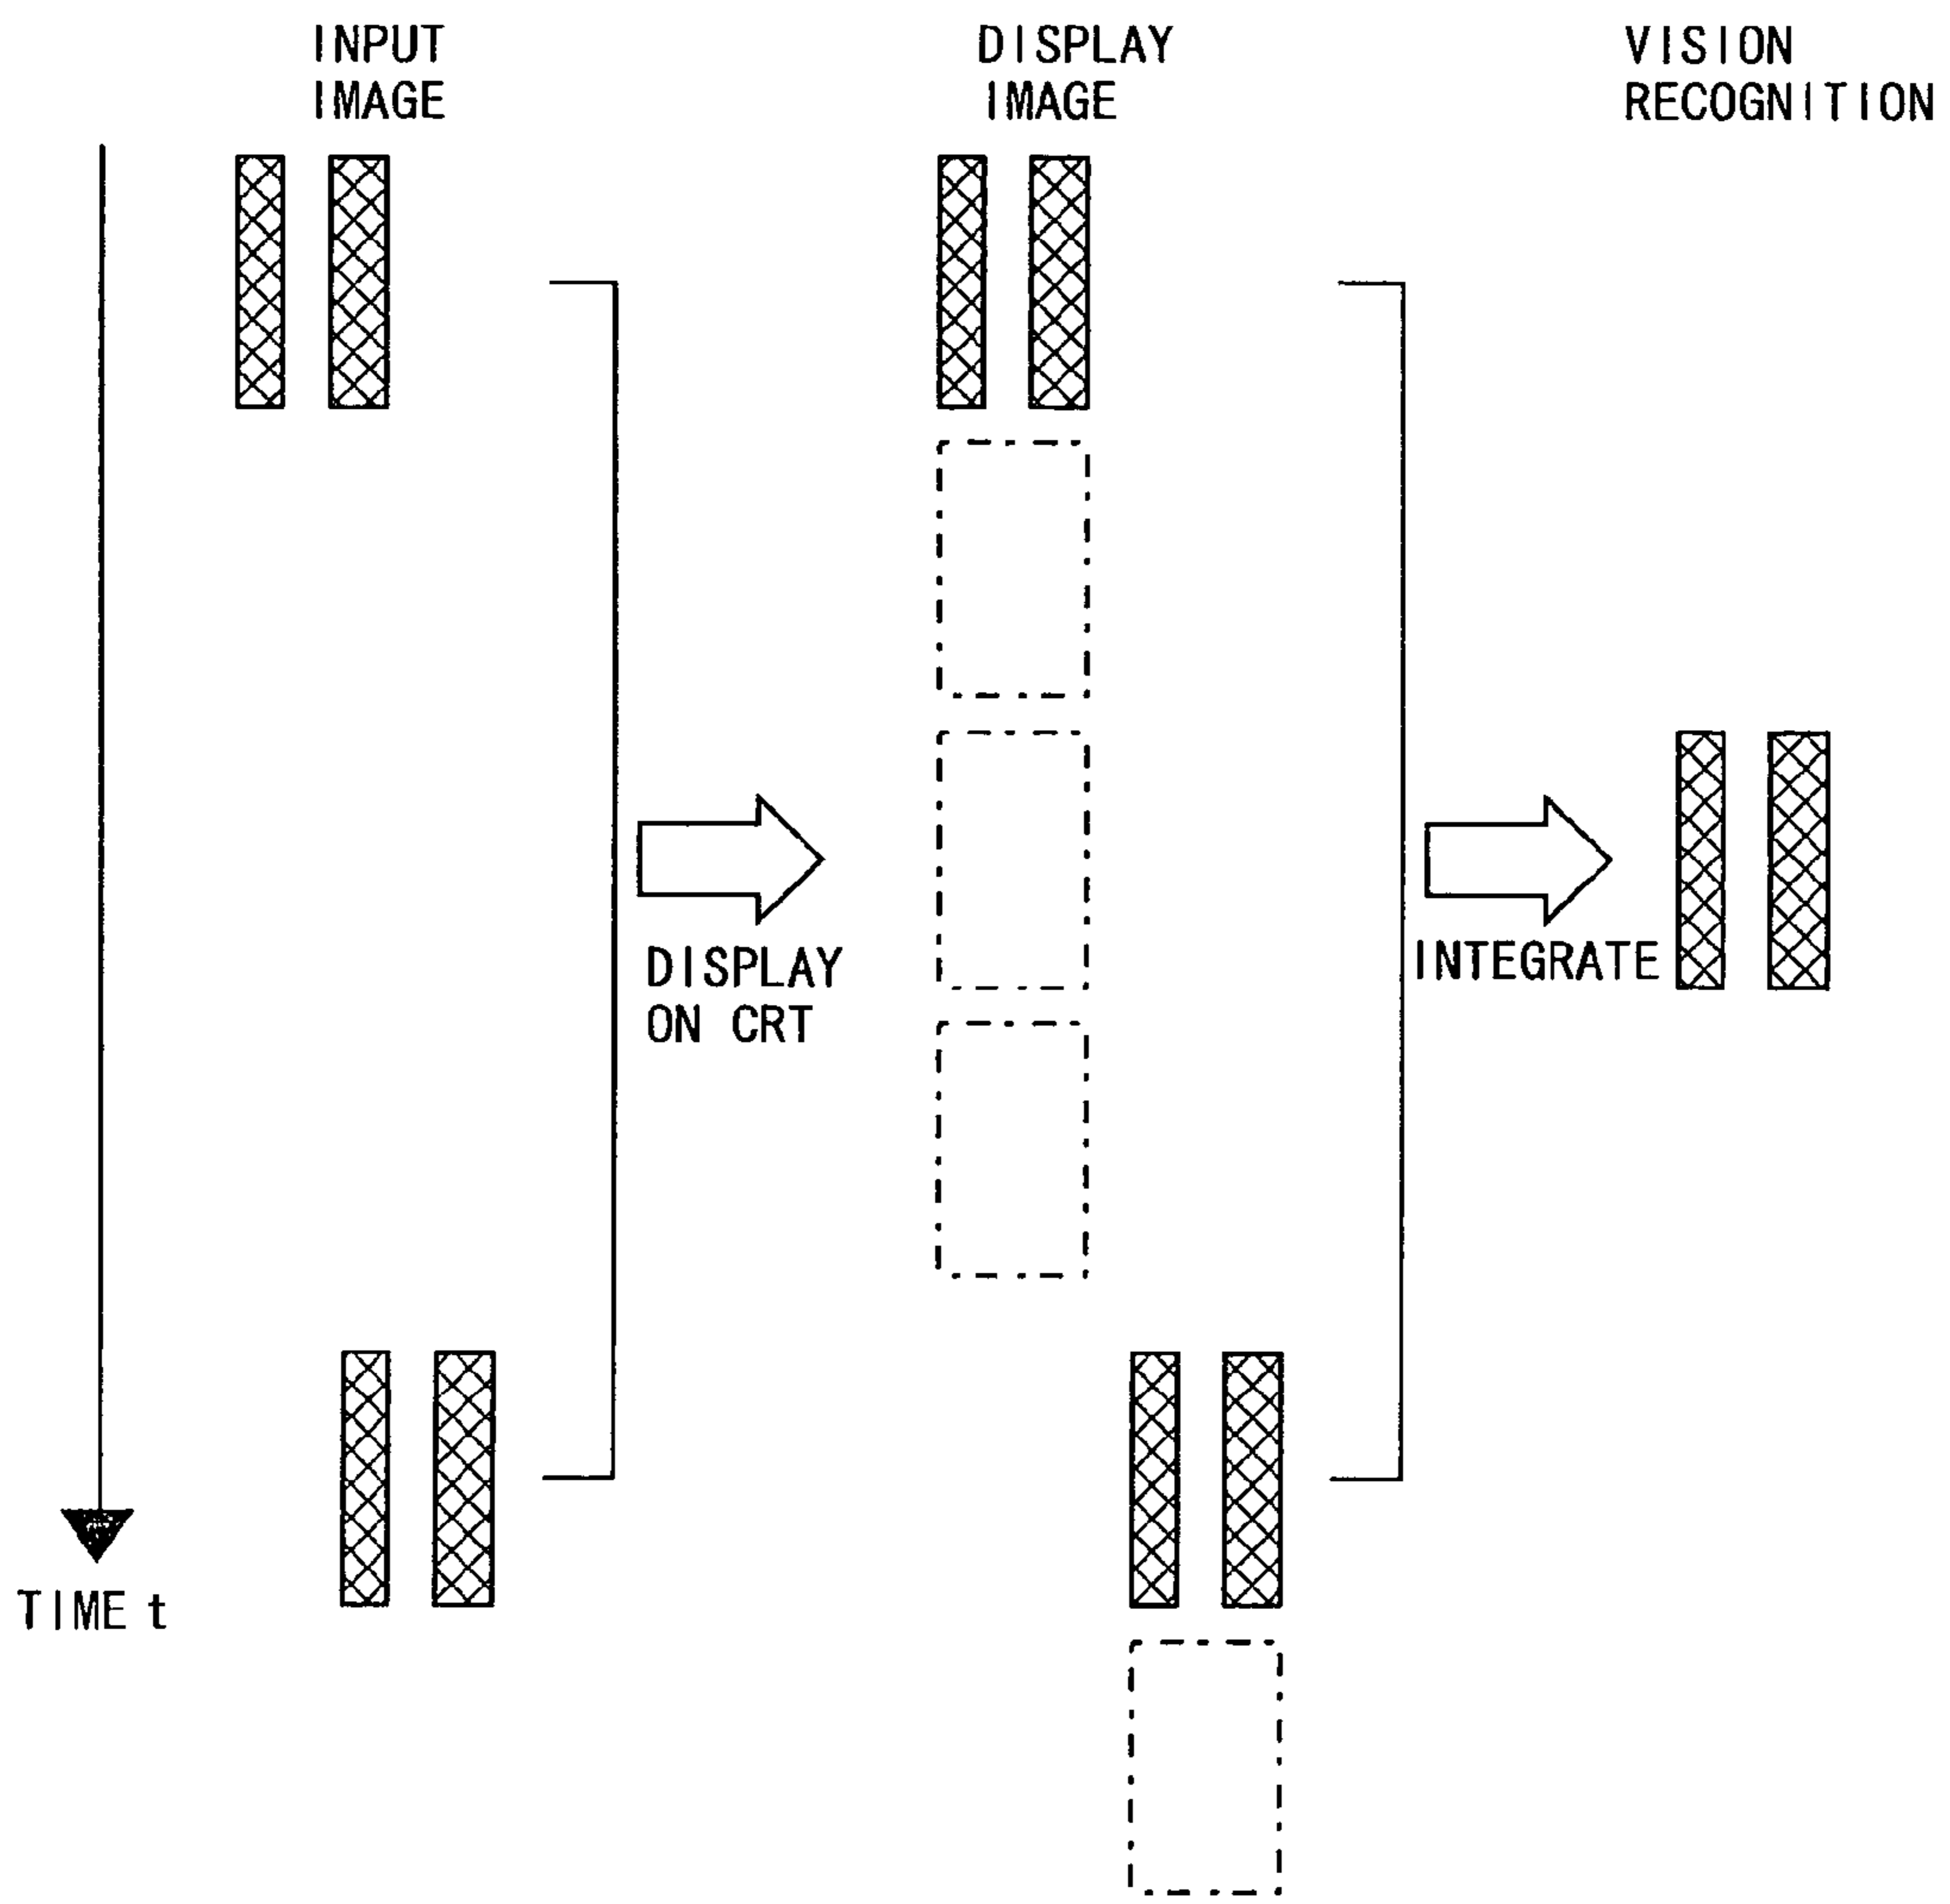 INPUT
IMAGE
DISPLAY
IMAGE
VISION
RECOGNITION
DISPLAY
ON CRT
INTEGRATE
TIME t